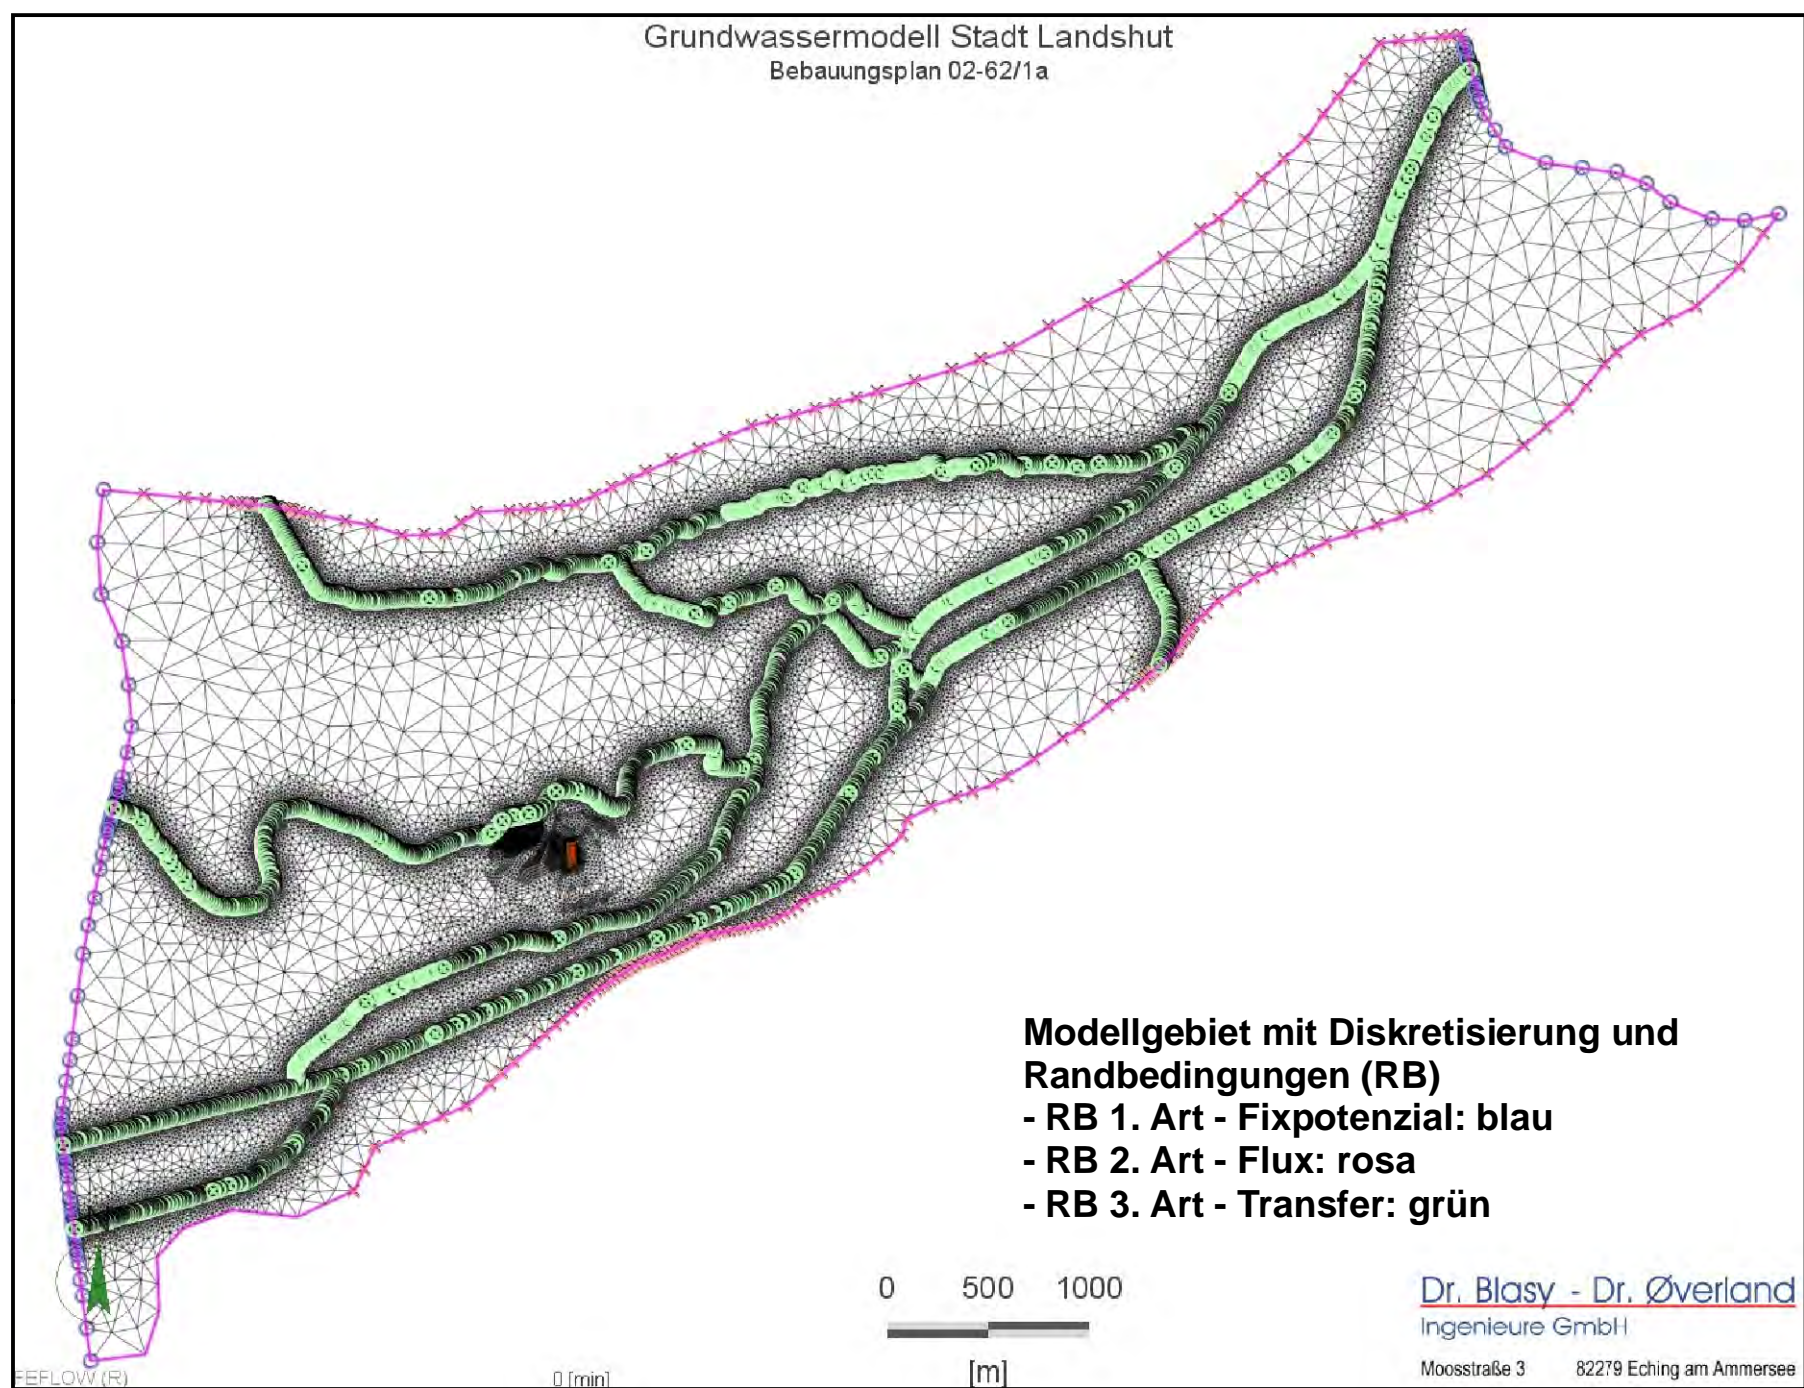 Grundwassermodell Stadt Landshut
Bebauungsplan 02-62/1a
Modellgebiet mit Diskretisierung und
Randbedingungen (RB)
- RB 1. Art - Fixpotenzial: blau
- RB 2. Art - Flux: rosa
- RB 3. Art - Transfer: grün
0 500 1000
[m]
Dr. Blasy - Dr. Øverland
Ingenieure GmbH
Moosstraße 3 82279 Eching am Ammersee
FEFLOW (R)
0 [min]